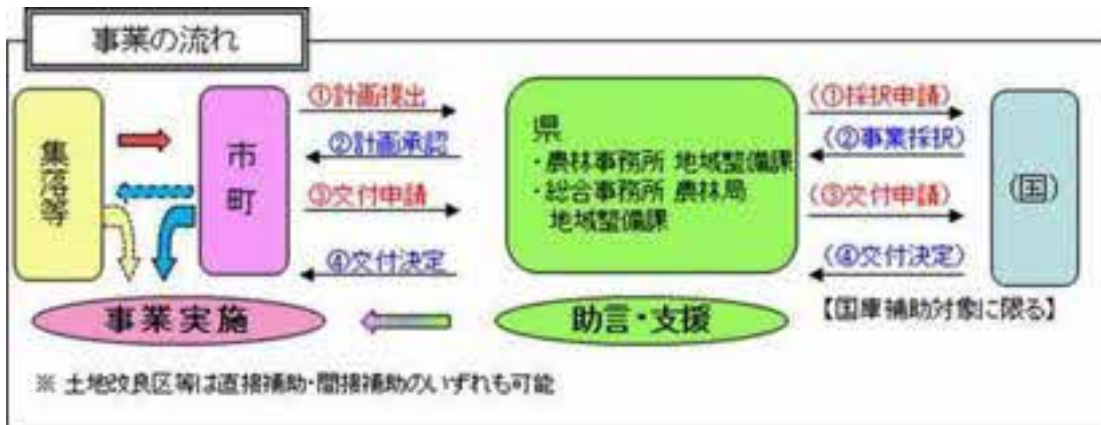 事業の流れ
集落等
市町
①計画提出
②計画承認
③交付申請
④交付決定
県
・農林事務所 地域整備課
・総合事務所 農林局
地域整備課
(①採択申請)
(②事業採択)
(③交付申請)
(④交付決定)
(国)
【国庫補助対象に限る】
事業実施
助言・支援
※ 土地改良区等は直接補助・間接補助のいずれも可能